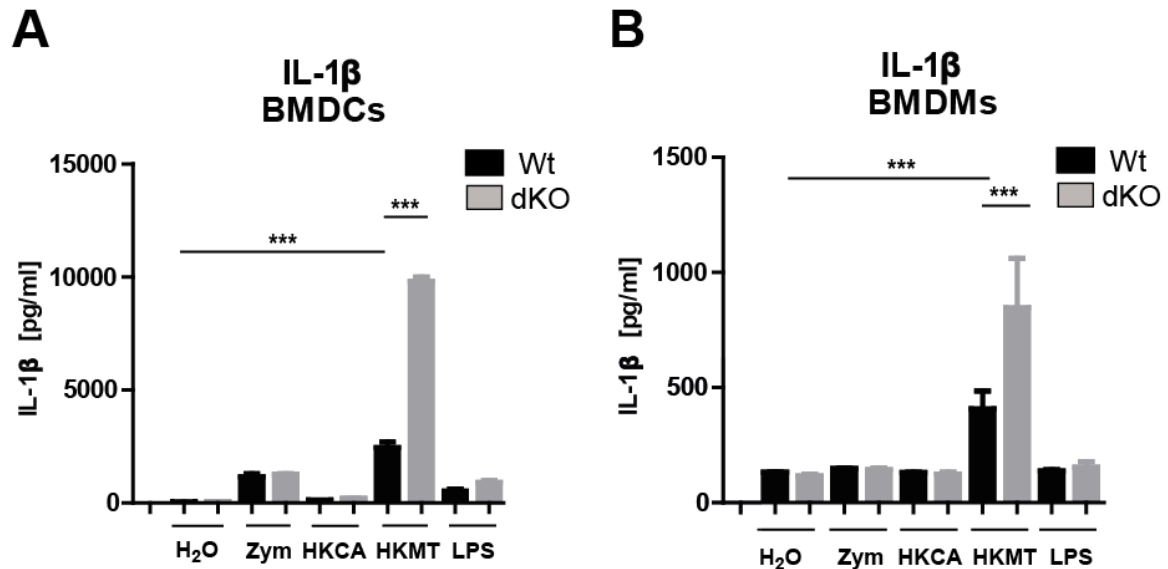 A
IL-1β
BMDCs
15000
10000
5000
0
IL-1β [pg/ml]
***
***
Wt
dKO
H₂O Zym HKCA HKMT LPS
B
IL-1β
BMDMs
1500
1000
500
0
IL-1β [pg/ml]
***
***
Wt
dKO
H₂O Zym HKCA HKMT LPS